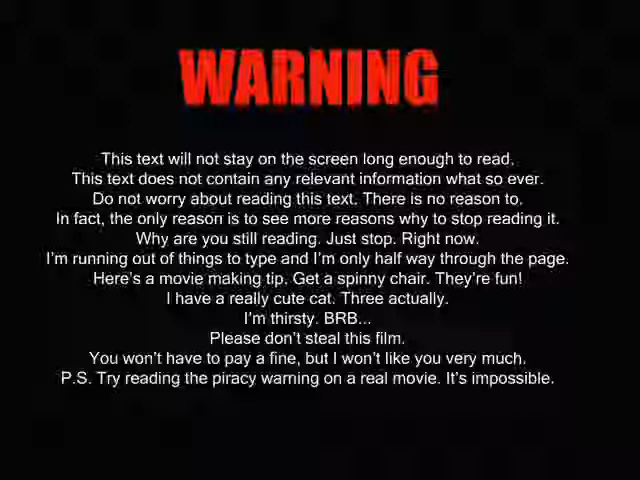 WARNING
This text will not stay on the screen long enough to read.
This text does not contain any relevant information what so ever.
Do not worry about reading this text. There is no reason to.
In fact, the only reason is to see more reasons why to stop reading it.
Why are you still reading. Just stop. Right now.
I'm running out of things to type and I'm only half way through the page.
Here's a movie making tip. Get a spinny chair. They're fun!
I have a really cute cat. Three actually.
I'm thirsty. BRB...
Please don't steal this film.
You won't have to pay a fine, but I won't like you very much.
P.S. Try reading the piracy warning on a real movie. It's impossible.